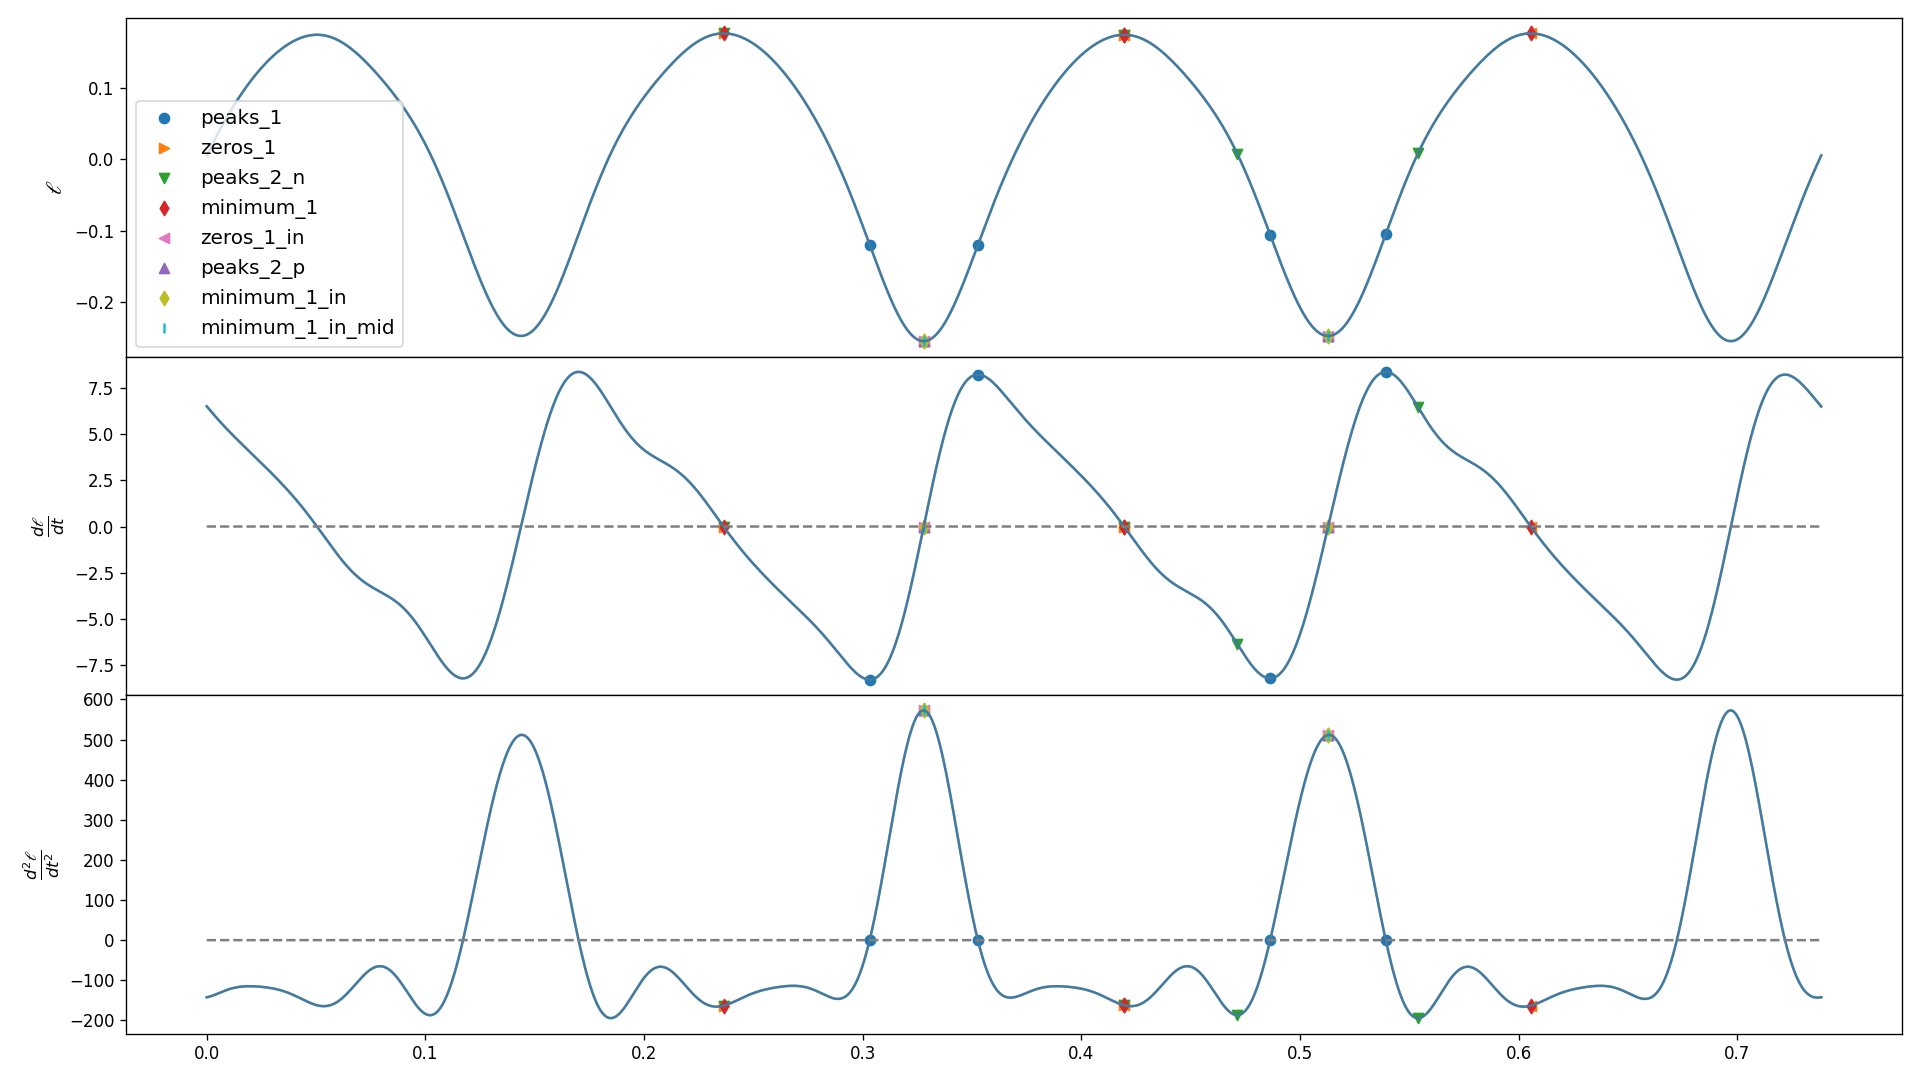 0.1
0.0
−0.1
−0.2
ℓ
peaks_1
zeros_1
peaks_2_n
minimum_1
zeros_1_in
peaks_2_p
minimum_1_in
minimum_1_in_mid
7.5
5.0
2.5
0.0
−2.5
−5.0
−7.5
dℓ
dt
600
500
400
300
200
100
0
−100
−200
d²ℓ
dt²
0.0 0.1 0.2 0.3 0.4 0.5 0.6 0.7